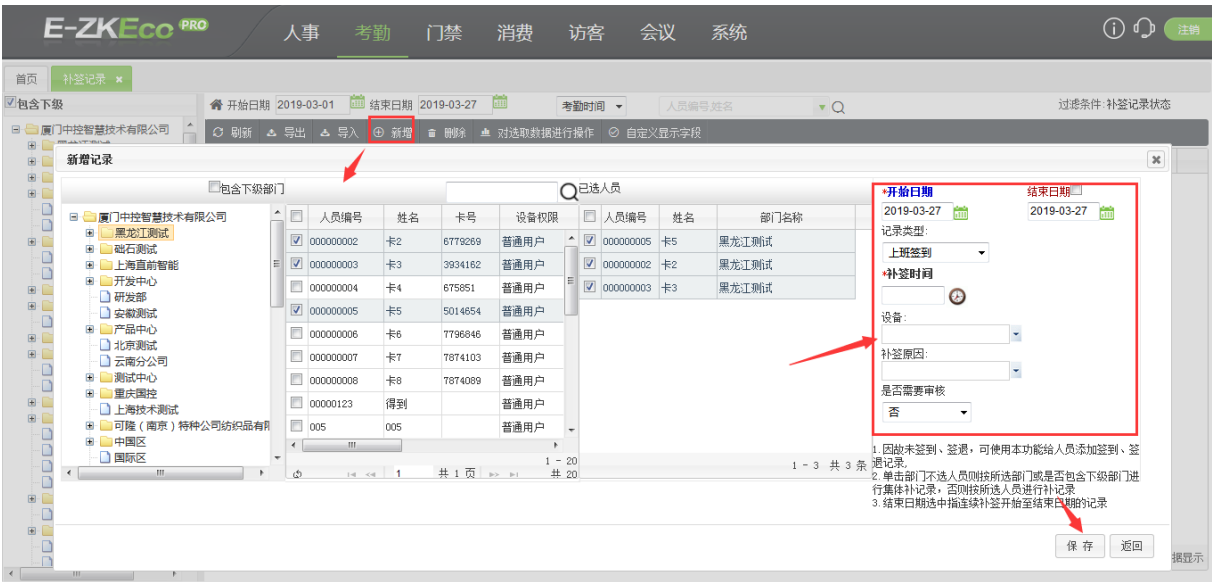 E-ZKEco PRO 人事 考勤 门禁 消费 访客 会议 系统 注销
首页 补签记录 ×
包含下级 开始日期 2019-03-01 结束日期 2019-03-27 考勤时间 人员编号,姓名 过滤条件:补签记录状态
厦门中控智慧技术有限公司 刷新 导出 导入 新增 删除 对选取数据进行操作 自定义显示字段
新增记录
包含下级部门 已选人员 *开始日期 结束日期
2019-03-27 2019-03-27
厦门中控智慧技术有限公司 人员编号 姓名 卡号 设备权限 人员编号 姓名 部门名称
记录类型:
黑龙江测试 000000002 卡2 6779269 普通用户 000000005 卡5 黑龙江测试
上班签到
础石测试
上海直前智能 000000003 卡3 3934162 普通用户 000000002 卡2 黑龙江测试
*补签时间
开发中心 000000004 卡4 675851 普通用户 000000003 卡3 黑龙江测试
研发部
安徽测试 000000005 卡5 5014654 普通用户
设备:
产品中心 000000006 卡6 7796846 普通用户
北京测试
补签原因:
云南分公司 000000007 卡7 7874103 普通用户
测试中心 000000008 卡8 7874089 普通用户
是否需要审核
重庆国控
上海技术测试 00000123 得到 普通用户
否
可隆(南京)特种公司纺织品有限 005 005 普通用户
中国区
国际区
1 - 20
1 共 1 页 共 20
1 - 3 共 3 条
1.因故未签到、签退，可使用本功能给人员添加签到、签
退记录,
2.单击部门不选人员则按所选部门或是否包含下级部门进
行集体补记录，否则按所选人员进行补记录
3.结束日期选中指连续补签开始至结束日期的记录
保 存 返回
据显示